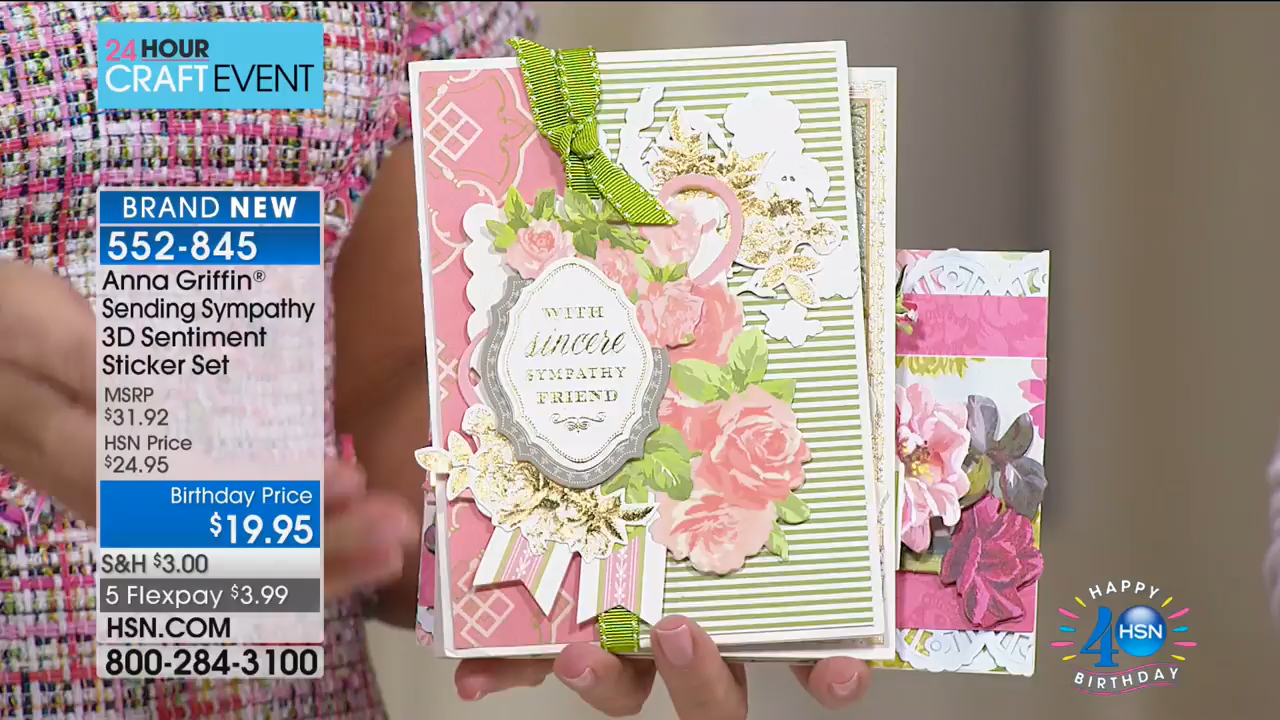 24 HOUR
CRAFT EVENT
BRAND NEW
552-845
Anna Griffin®
Sending Sympathy
3D Sentiment
Sticker Set
MSRP
$31.92
HSN Price
$24.95
Birthday Price
$19.95
S&H $3.00
5 Flexpay $3.99
HSN.COM
800-284-3100
WITH
sincere
SYMPATHY
FRIEND
HAPPY
40 HSN
BIRTHDAY